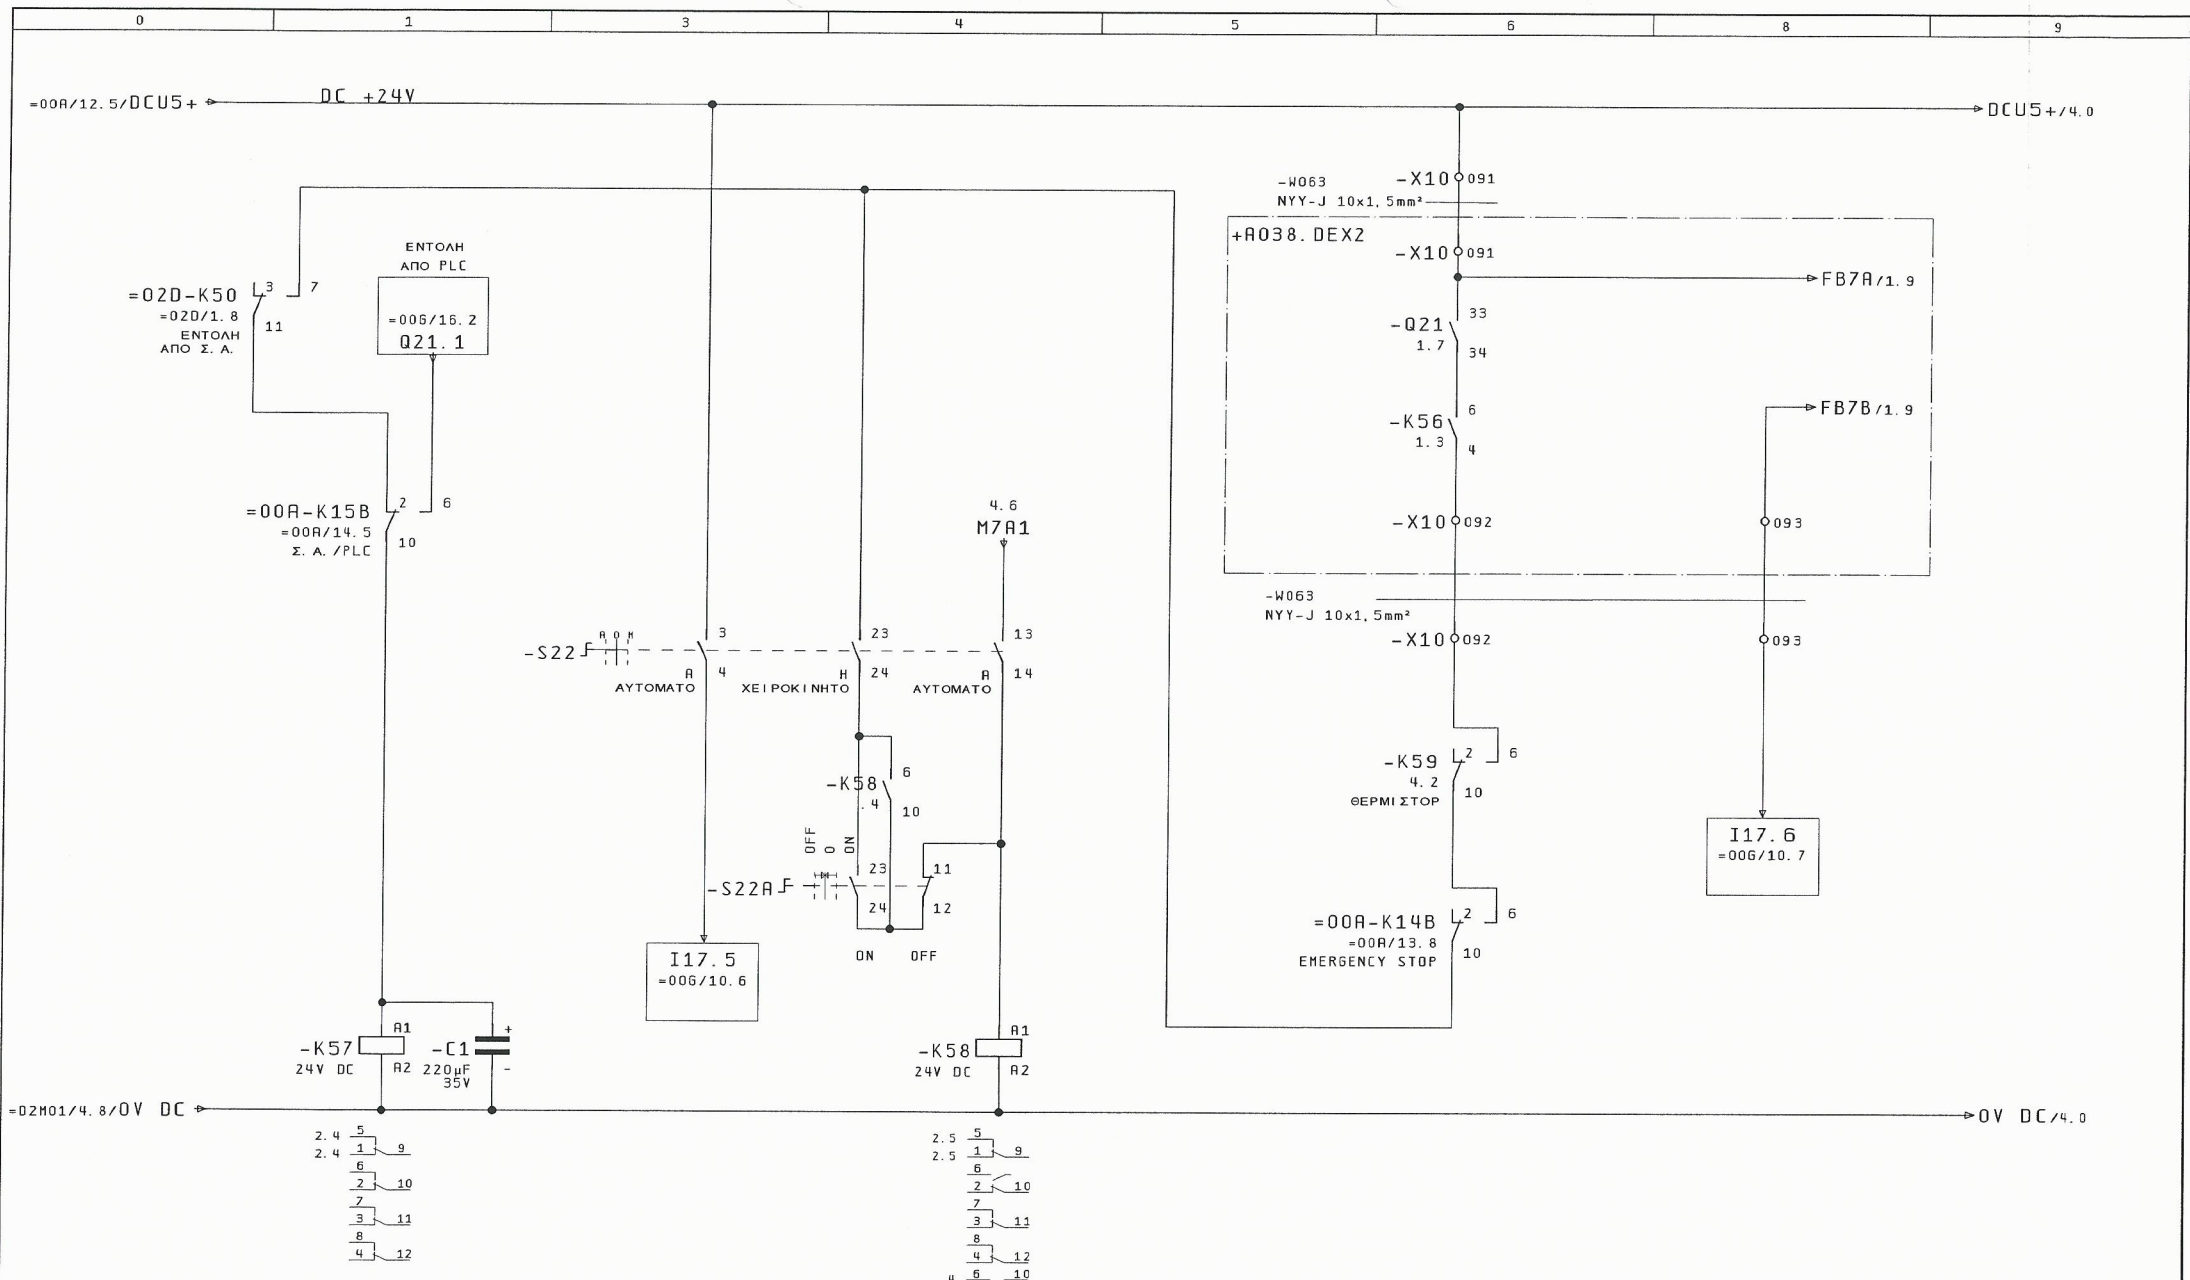 0 1 3 4 5 6 8 9
=00A/12.5/DCU5+
DC +24V
DCU5+/4.0
-W063
NYY-J 10x1,5mm²
-X10 091
+A038.DEX2
-X10 091
FB7A/1.9
ΕΝΤΟΛΗ
ΑΠΟ PLC
=00G/16.2
Q21.1
=02D-K50
=02D/1.8
ΕΝΤΟΛΗ
ΑΠΟ Σ.Α.
3 7
11
-Q21
1.7
33
34
-K56
1.3
6
4
FB7B/1.9
=00A-K15B
=00A/14.5
Σ.Α./PLC
2 6
10
4.6
M7A1
-X10 092
093
-W063
NYY-J 10x1,5mm²
-X10 092
093
-S22
A 0 H
3
A 4
ΑΥΤΟΜΑΤΟ
23
H 24
ΧΕΙΡΟΚΙΝΗΤΟ
13
A 14
ΑΥΤΟΜΑΤΟ
-K58
.4
6
10
-K59
4.2
ΘΕΡΜΙΣΤΟΡ
2 6
10
OFF
0
ON
-S22A
23
24
11
12
ON OFF
I17.6
=00G/10.7
=00A-K14B
=00A/13.8
EMERGENCY STOP
2 6
10
I17.5
=00G/10.6
-K57
24V DC
A1
A2
-C1
220µF
35V
+
-
-K58
24V DC
A1
A2
=02M01/4.8/0V DC
0V DC/4.0
2.4 5
2.4 1 9
6
2 10
7
3 11
8
4 12
2.5 5
2.5 1 9
6
2 10
7
3 11
8
4 12
.4 6 10